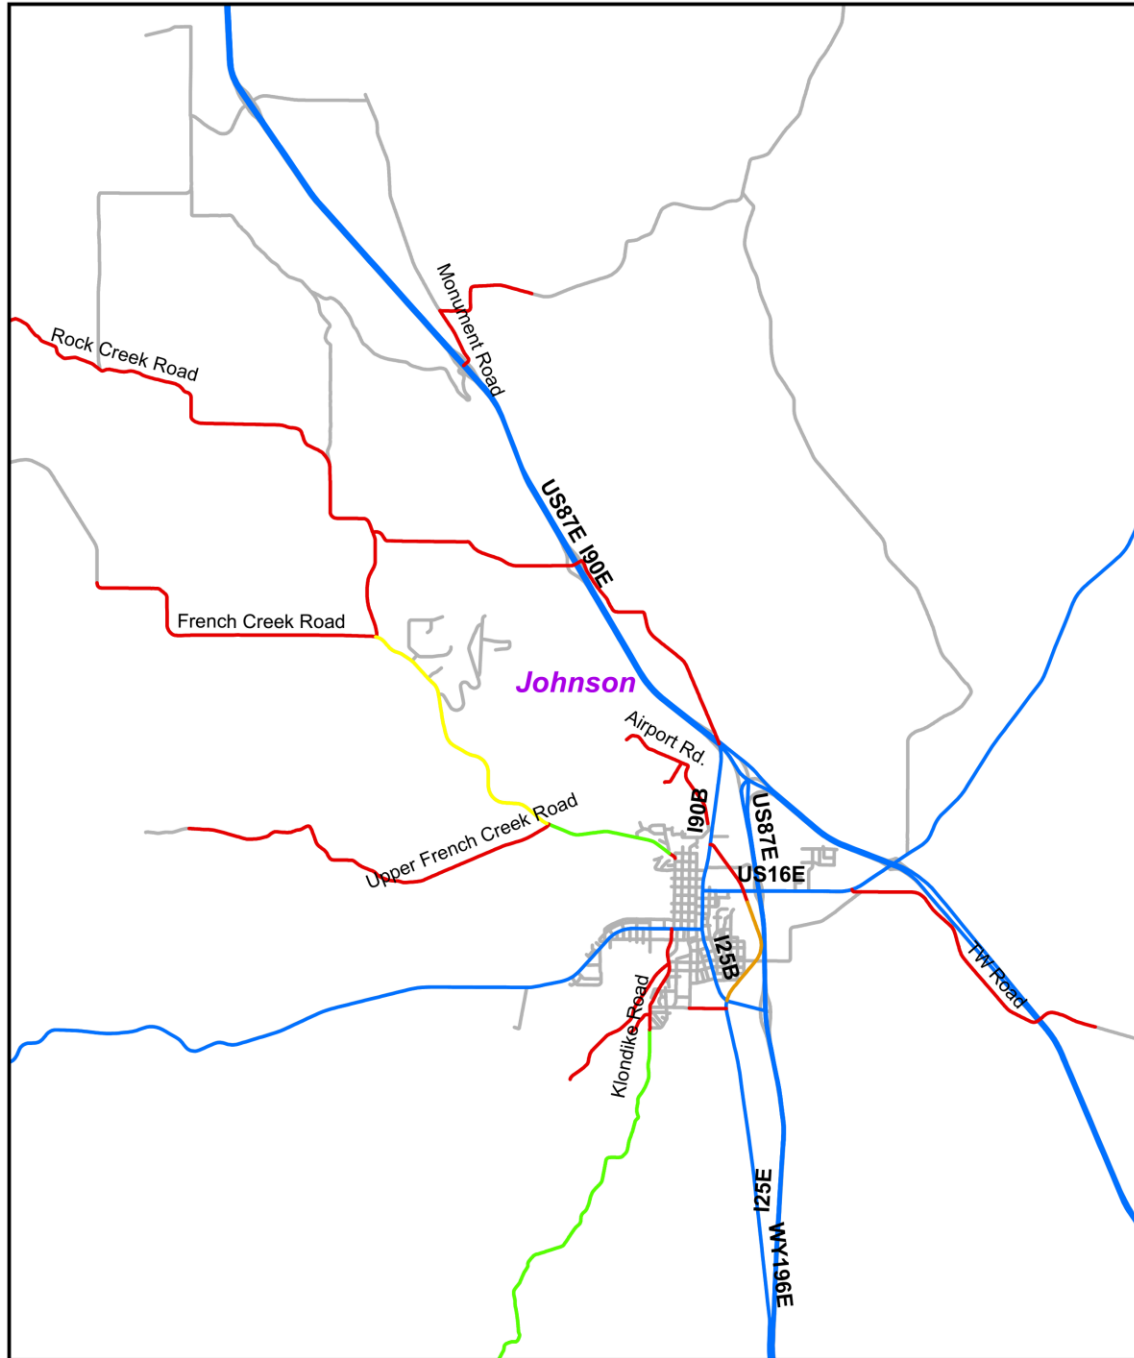 Monument Road
Rock Creek Road
US87E I90E
French Creek Road
Johnson
Airport Rd.
I90B
US87E
Upper French Creek Road
US16E
I25B
TW Road
Klondike Road
I25E
WY196E